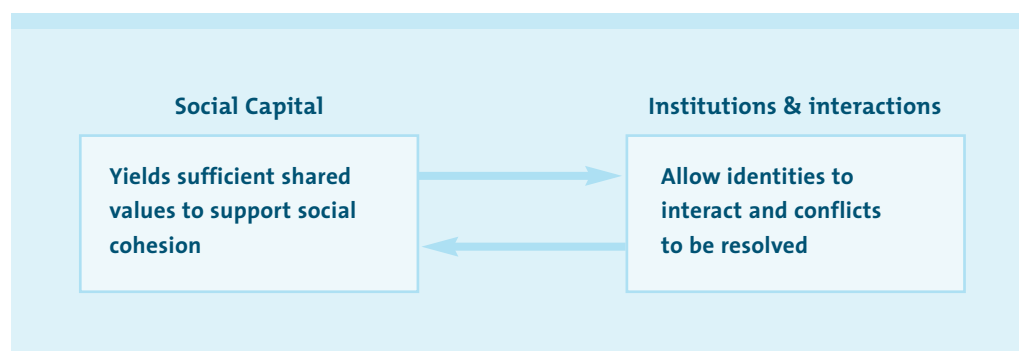 Social Capital
Yields sufficient shared
values to support social
cohesion
Institutions & interactions
Allow identities to
interact and conflicts
to be resolved